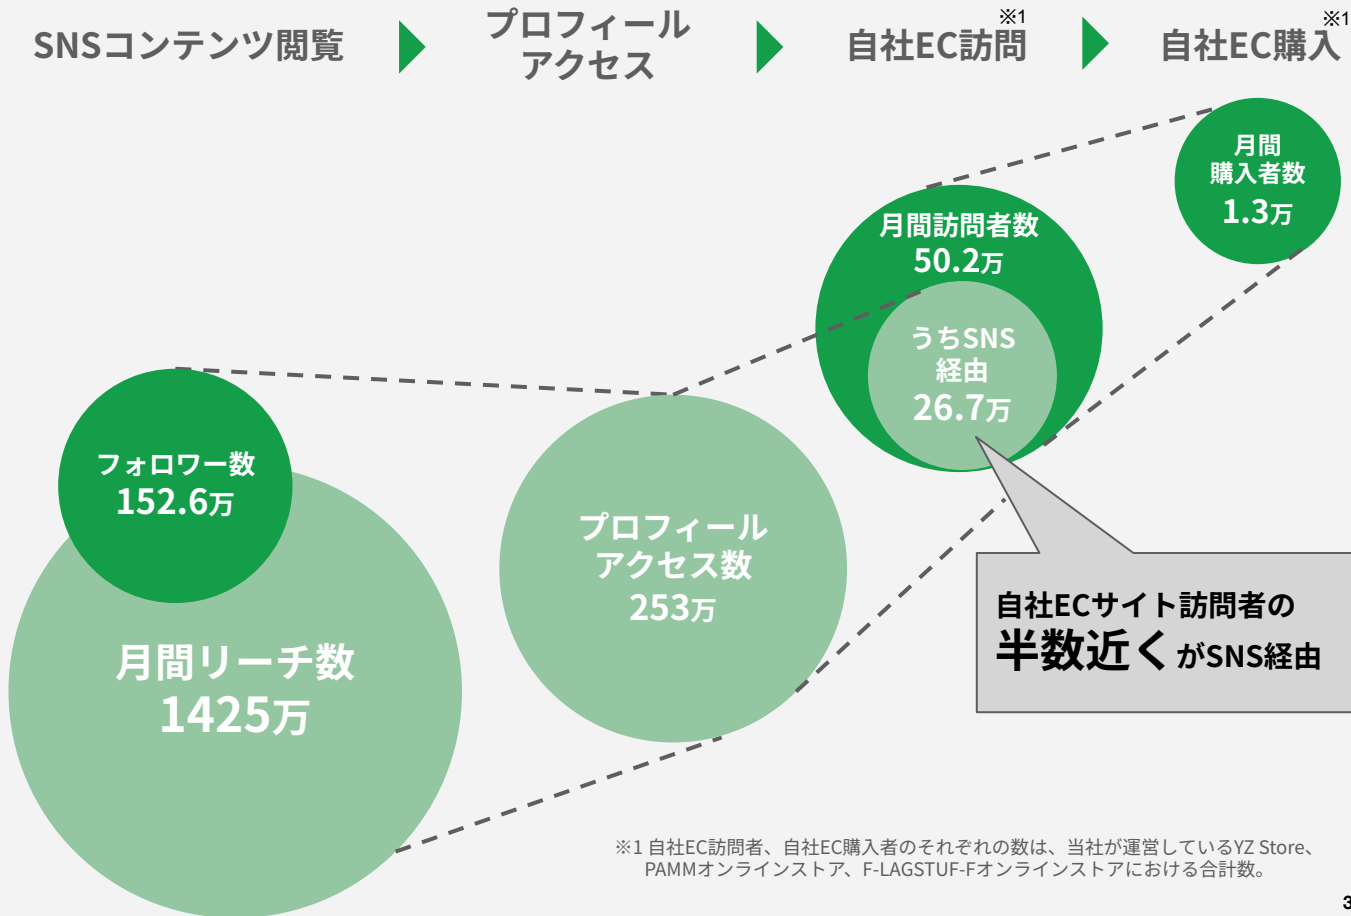 SNSコンテンツ閲覧
プロフィール
アクセス
※1
自社EC訪問
※1
自社EC購入
月間
購入者数
1.3万
月間訪問者数
50.2万
うちSNS
経由
26.7万
フォロワー数
152.6万
プロフィール
アクセス数
253万
自社ECサイト訪問者の
半数近くがSNS経由
月間リーチ数
1425万
※1 自社EC訪問者、自社EC購入者のそれぞれの数は、当社が運営しているYZ Store、
PAMMオンラインストア、F-LAGSTUF-Fオンラインストアにおける合計数。
3